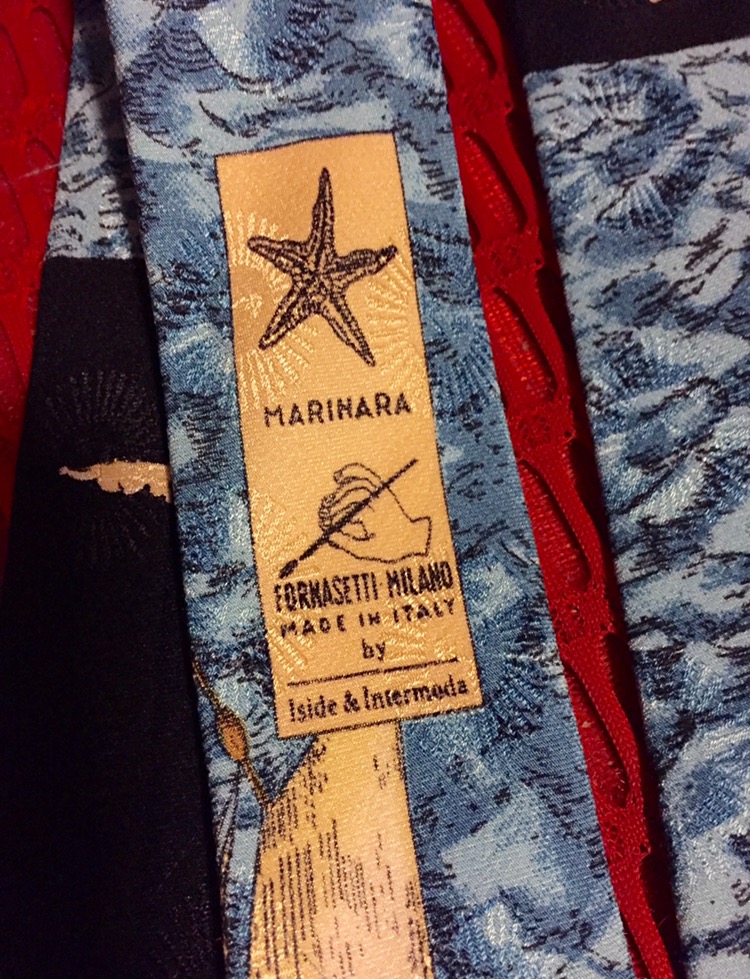 MARINARA
FORNASETTI-MILANO
MADE IN ITALY
by
Iside & Intermoda